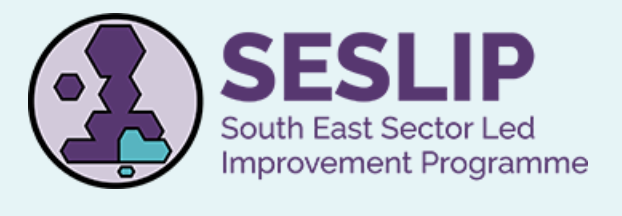 SESLIP
South East Sector Led
Improvement Programme